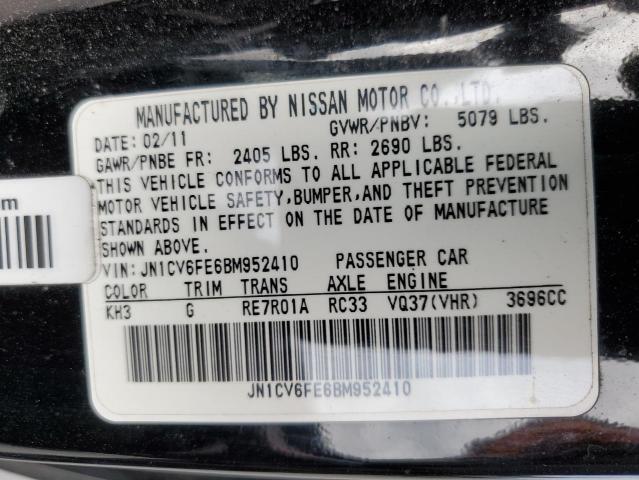 MANUFACTURED BY NISSAN MOTOR CO.,LTD.
DATE: 02/11 GVWR/PNBV: 5079 LBS.
GAWR/PNBE FR: 2405 LBS. RR: 2690 LBS.
THIS VEHICLE CONFORMS TO ALL APPLICABLE FEDERAL
MOTOR VEHICLE SAFETY,BUMPER,AND THEFT PREVENTION
STANDARDS IN EFFECT ON THE DATE OF MANUFACTURE
SHOWN ABOVE.
VIN: JN1CV6FE6BM952410 PASSENGER CAR
COLOR TRIM TRANS AXLE ENGINE
KH3 G RE7R01A RC33 VQ37(VHR) 3696CC
JN1CV6FE6BM952410